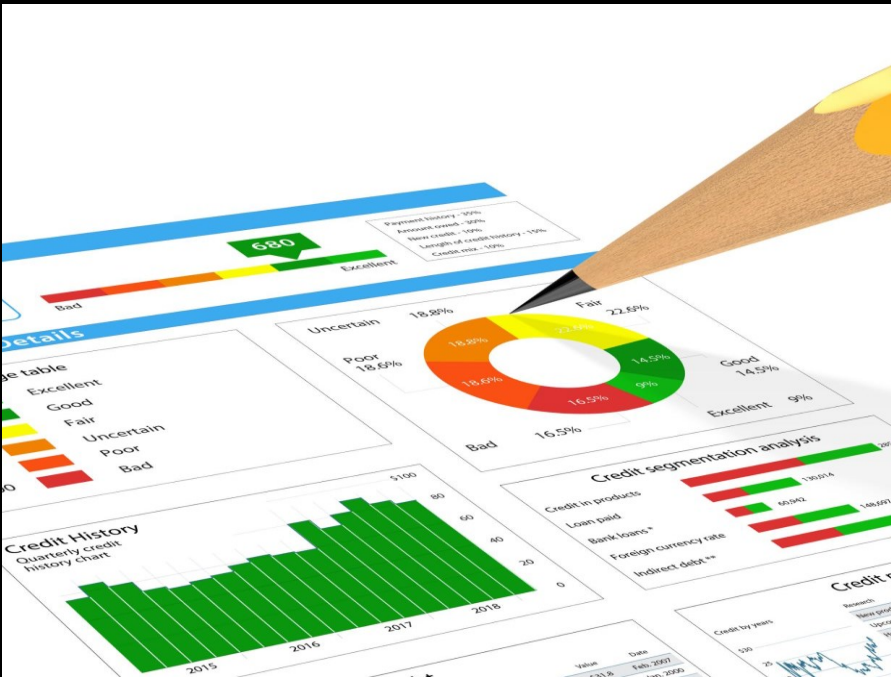 680
Bad
Excellent
Payment history - 35%
Amount owed - 30%
New credit - 10%
Length of credit history - 15%
Credit mix - 10%
Details
table
Excellent
Good
Fair
Uncertain
Poor
Bad
Uncertain
18.8%
Fair
22.6%
Poor
18.6%
Good
14.5%
Excellent
9%
Bad
16.5%
18.8%
22.6%
14.5%
18.6%
16.5%
9%
Credit segmentation analysis
Credit in products
Loan paid
130,014
Bank loans *
60,942
Foreign currency rate
Indirect debt **
Credit History
Quarterly credit
history chart
$100
80
60
40
20
0
2015
2016
2017
2018
Value
Date
Feb, 2007
2000
Credit
Credit by years
Research
$30
25